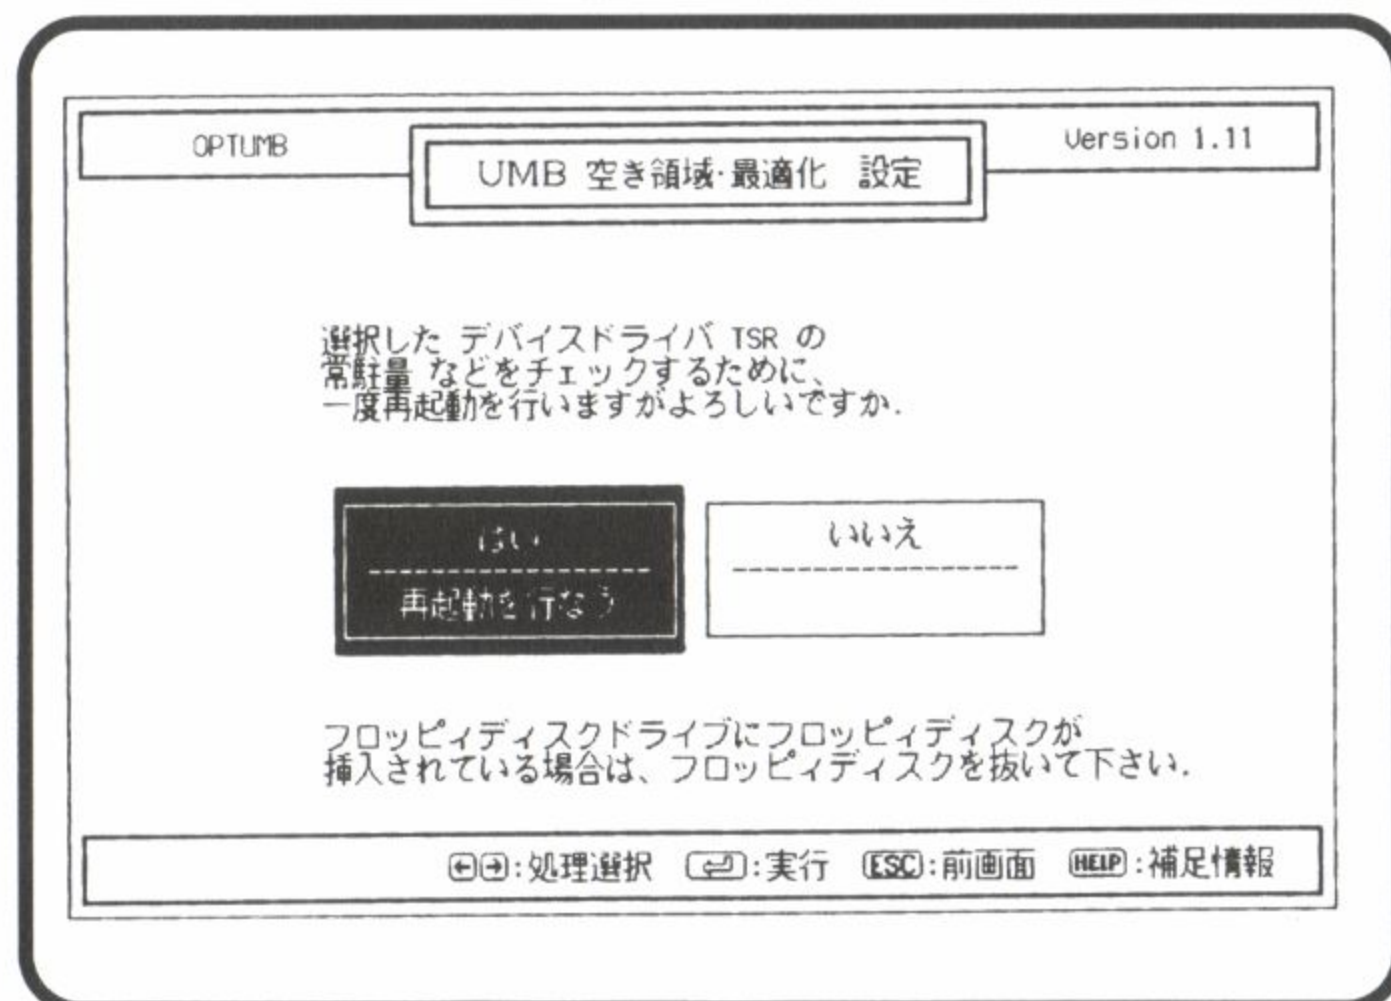 OPTUMB
UMB 空き領域・最適化 設定
Version 1.11
選択した デバイスドライバ TSR の
常駐量 などをチェックするために、
一度再起動を行いますがよろしいですか.
はい
再起動を行なう
いいえ
フロッピィディスクドライブにフロッピィディスクが
挿入されている場合は、フロッピィディスクを抜いて下さい.
←→:処理選択 ↵:実行 ESC:前画面 HELP:補足情報